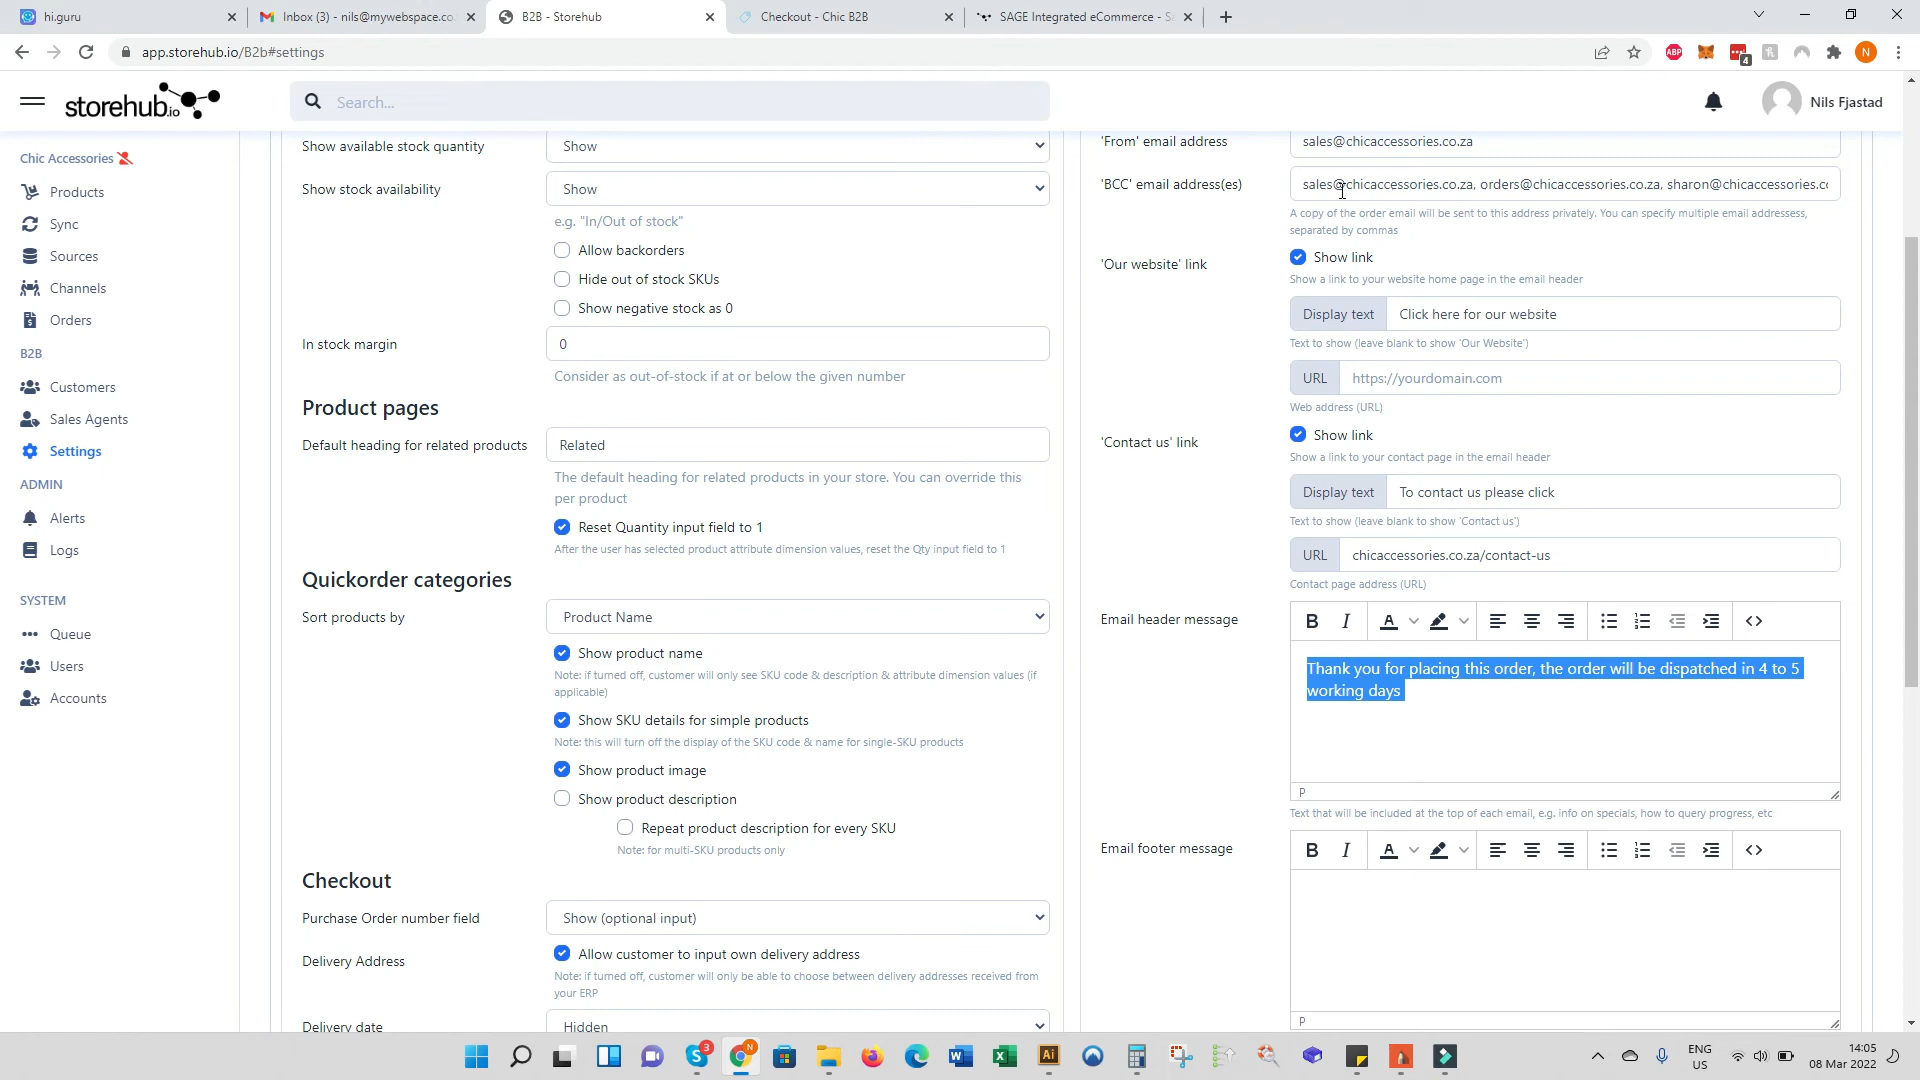 hi.guru
Inbox (3) - nils@mywebspace.co
B2B - Storehub
Checkout - Chic B2B
SAGE Integrated eCommerce - S
app.storehub.io/B2b#settings
ABP
4
N
storehub.io
Search...
Nils Fjastad
Chic Accessories
Products
Sync
Sources
Channels
Orders
B2B
Customers
Sales Agents
Settings
ADMIN
Alerts
Logs
SYSTEM
Queue
Users
Accounts
Show available stock quantity
Show
Show stock availability
Show
e.g. "In/Out of stock"
Allow backorders
Hide out of stock SKUs
Show negative stock as 0
In stock margin
0
Consider as out-of-stock if at or below the given number
Product pages
Default heading for related products
Related
The default heading for related products in your store. You can override this
per product
Reset Quantity input field to 1
After the user has selected product attribute dimension values, reset the Qty input field to 1
Quickorder categories
Sort products by
Product Name
Show product name
Note: if turned off, customer will only see SKU code & description & attribute dimension values (if
applicable)
Show SKU details for simple products
Note: this will turn off the display of the SKU code & name for single-SKU products
Show product image
Show product description
Repeat product description for every SKU
Note: for multi-SKU products only
Checkout
Purchase Order number field
Show (optional input)
Delivery Address
Allow customer to input own delivery address
Note: if turned off, customer will only be able to choose between delivery addresses received from
your ERP
Delivery date
Hidden
'From' email address
sales@chicaccessories.co.za
'BCC' email address(es)
sales@chicaccessories.co.za, orders@chicaccessories.co.za, sharon@chicaccessories.co
A copy of the order email will be sent to this address privately. You can specify multiple email addressess,
separated by commas
'Our website' link
Show link
Show a link to your website home page in the email header
Display text
Click here for our website
Text to show (leave blank to show 'Our Website')
URL
https://yourdomain.com
Web address (URL)
'Contact us' link
Show link
Show a link to your contact page in the email header
Display text
To contact us please click
Text to show (leave blank to show 'Contact us')
URL
chicaccessories.co.za/contact-us
Contact page address (URL)
Email header message
B I A
Thank you for placing this order, the order will be dispatched in 4 to 5
working days
P
Text that will be included at the top of each email, e.g. info on specials, how to query progress, etc
Email footer message
B I A
P
3
N
Ai
ENG
US
14:05
08 Mar 2022